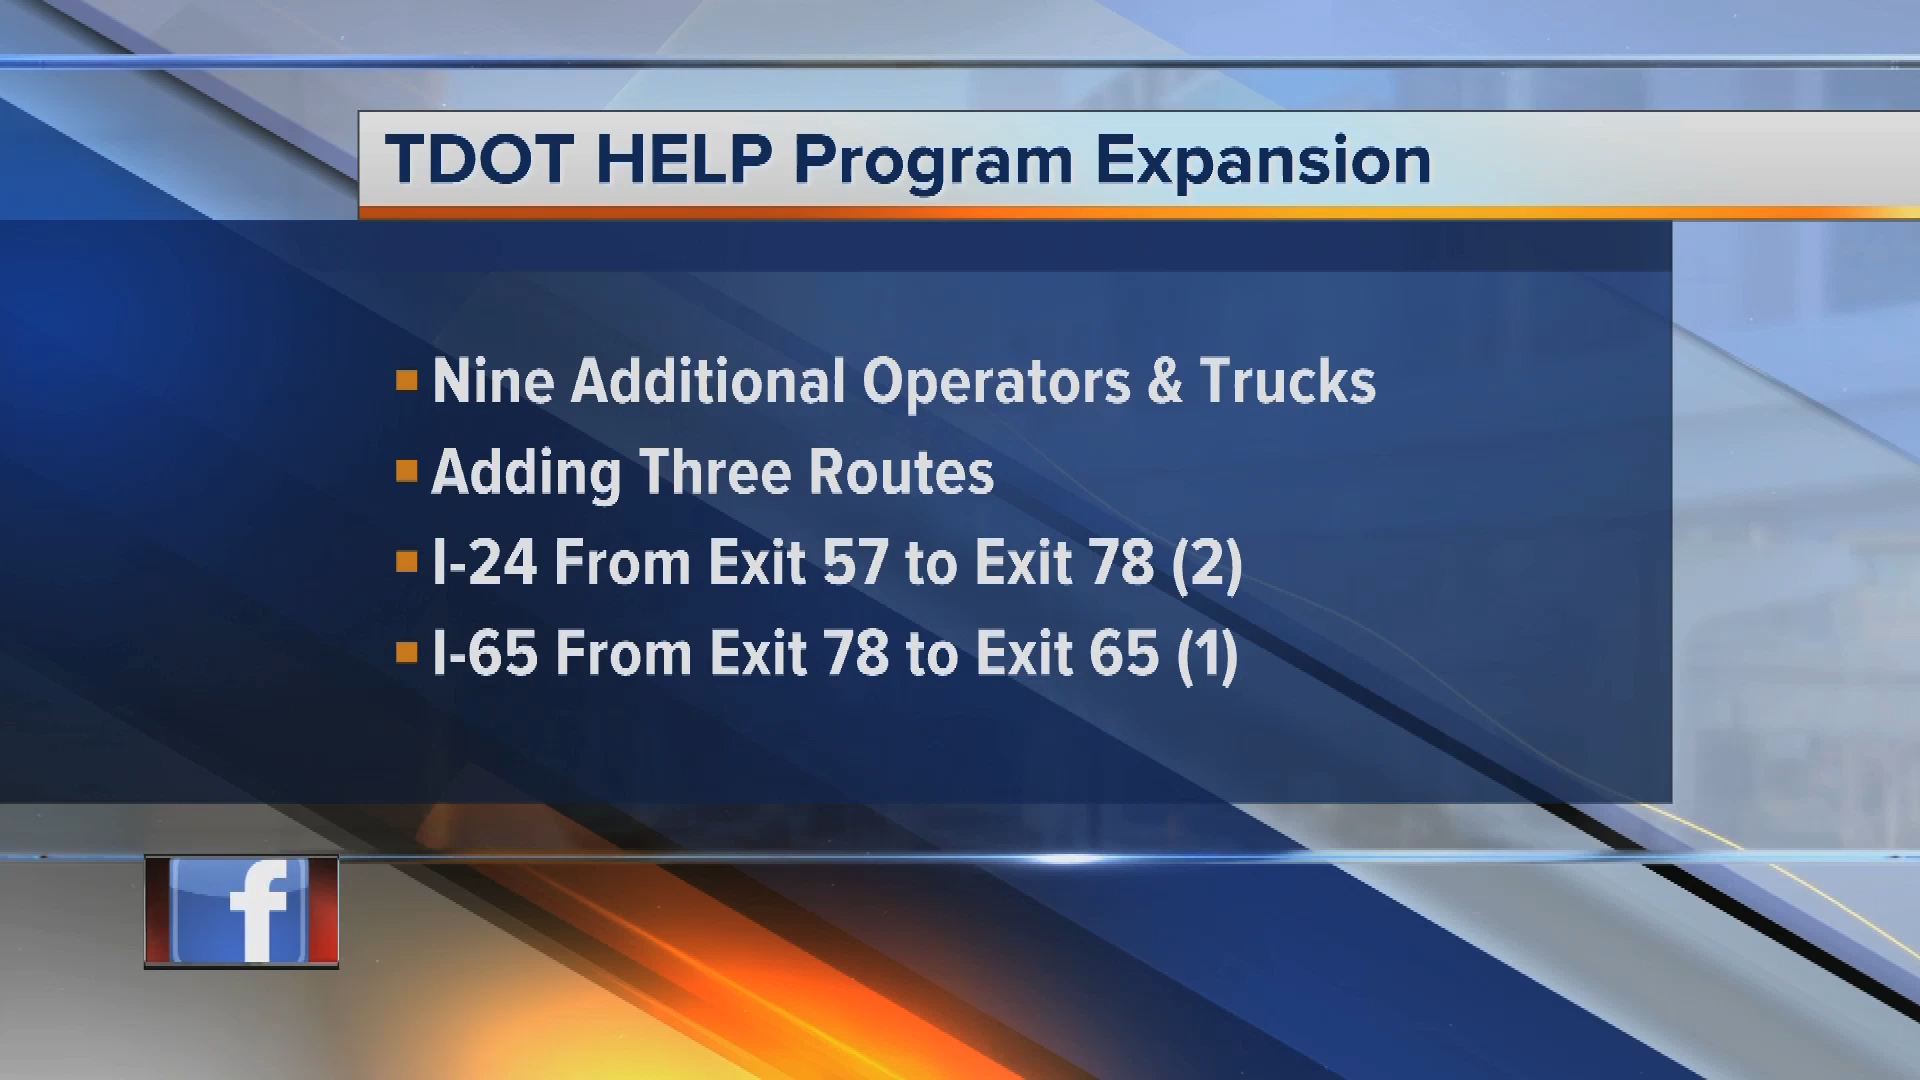 TDOT HELP Program Expansion
Nine Additional Operators & Trucks
Adding Three Routes
I-24 From Exit 57 to Exit 78 (2)
I-65 From Exit 78 to Exit 65 (1)
f